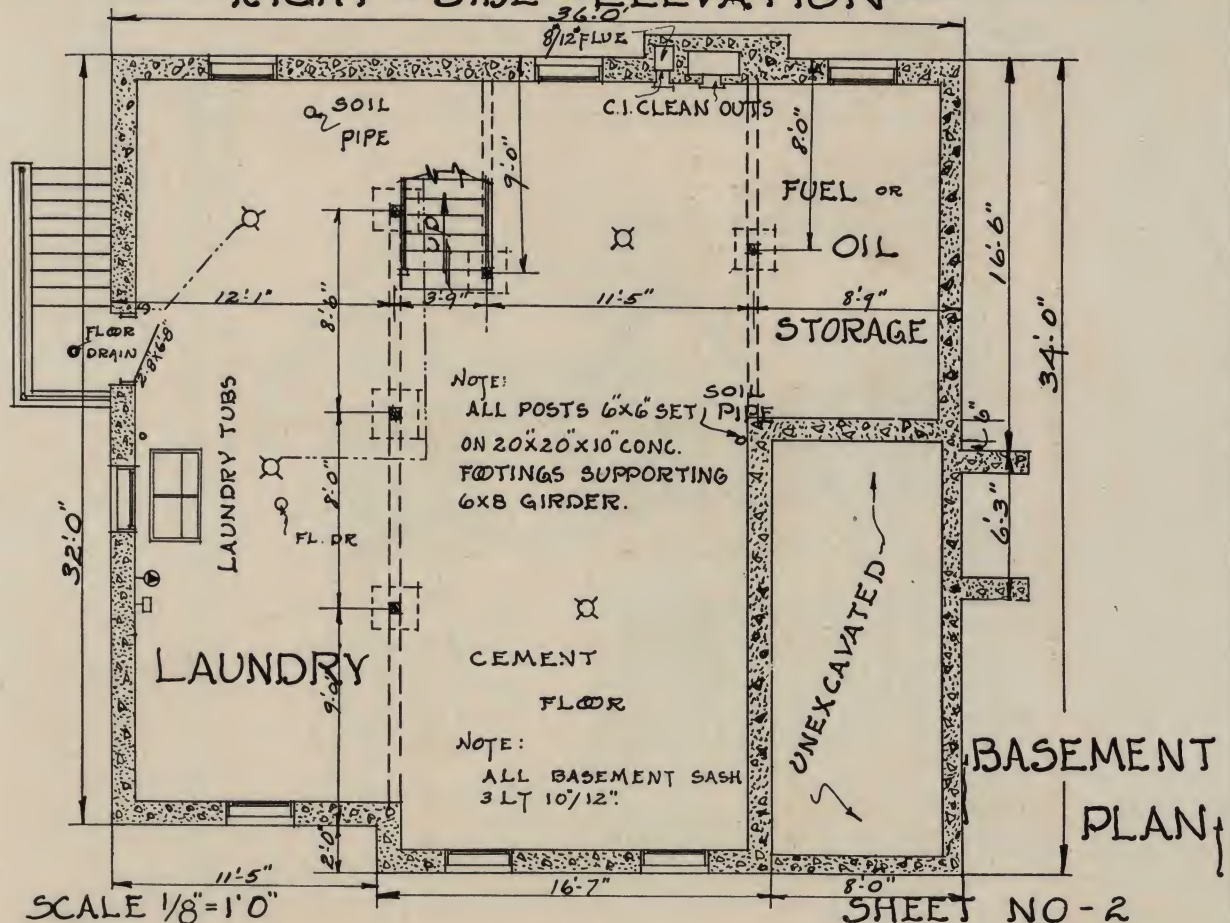 RIGHT SIDE ELEVATION
36'-0"
8"/12" FLUE
C.I. CLEAN OUTS
SOIL
PIPE
9'-0"
8'-0"
FUEL OR
OIL
STORAGE
16'-6"
34'-0"
UP
12'-1"
3'-9"
11'-5"
8'-9"
8'-6"
FLOOR
DRAIN
2'-8"X6'-8"
LAUNDRY TUBS
32'-0"
NOTE:
ALL POSTS 6"X6" SET
ON 20"X20"X10" CONC.
FOOTINGS SUPPORTING
6X8 GIRDER.
SOIL
PIPE
6"
6'-3"
8'-0"
FL. DR
UNEXCAVATED
LAUNDRY
9'-0"
CEMENT
FLOOR
NOTE:
ALL BASEMENT SASH
3 LT 10"/12".
BASEMENT
PLAN
2'-0"
11'-5"
16'-7"
8'-0"
SCALE 1/8"=1'0"
SHEET NO-2